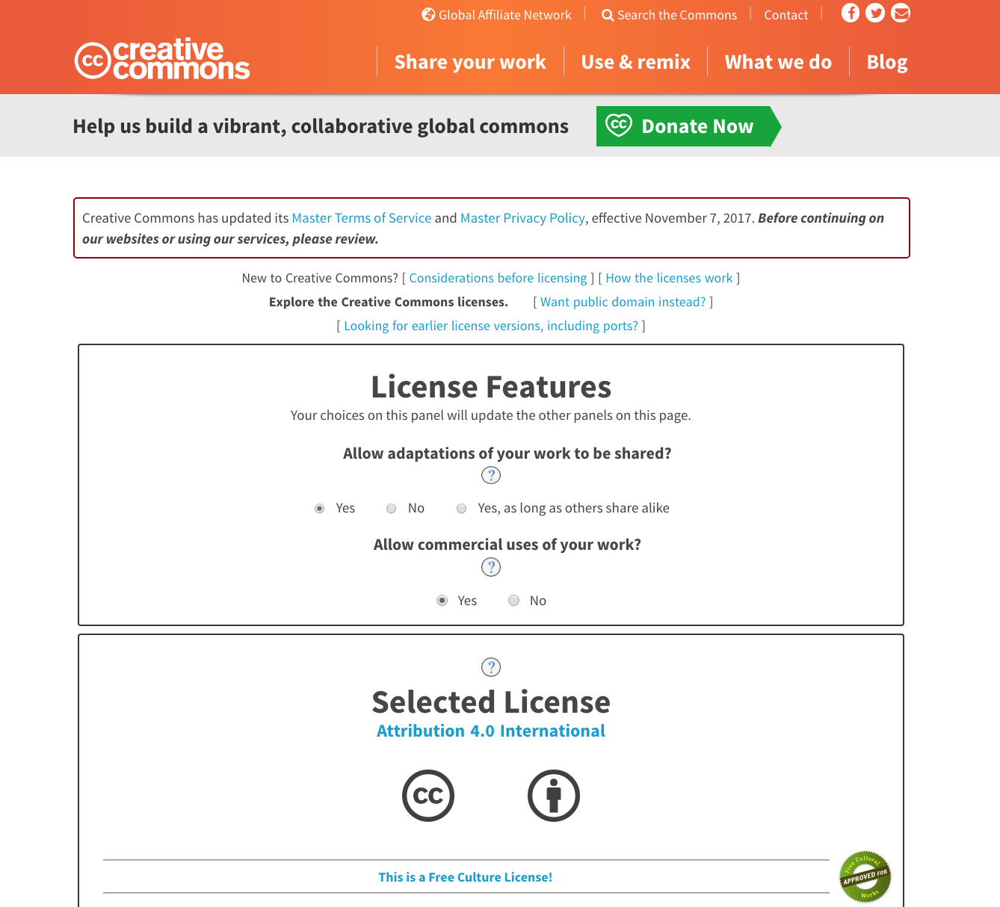 Global Affiliate Network Search the Commons Contact
cc creative commons
Share your work Use & remix What we do Blog
Help us build a vibrant, collaborative global commons cc Donate Now
Creative Commons has updated its Master Terms of Service and Master Privacy Policy, effective November 7, 2017. Before continuing on
our websites or using our services, please review.
New to Creative Commons? [ Considerations before licensing ] [ How the licenses work ]
Explore the Creative Commons licenses. [ Want public domain instead? ]
[ Looking for earlier license versions, including ports? ]
License Features
Your choices on this panel will update the other panels on this page.
Allow adaptations of your work to be shared?
?
Yes No Yes, as long as others share alike
Allow commercial uses of your work?
?
Yes No
?
Selected License
Attribution 4.0 International
cc
This is a Free Culture License!
Free Cultural
APPROVED FOR
Works